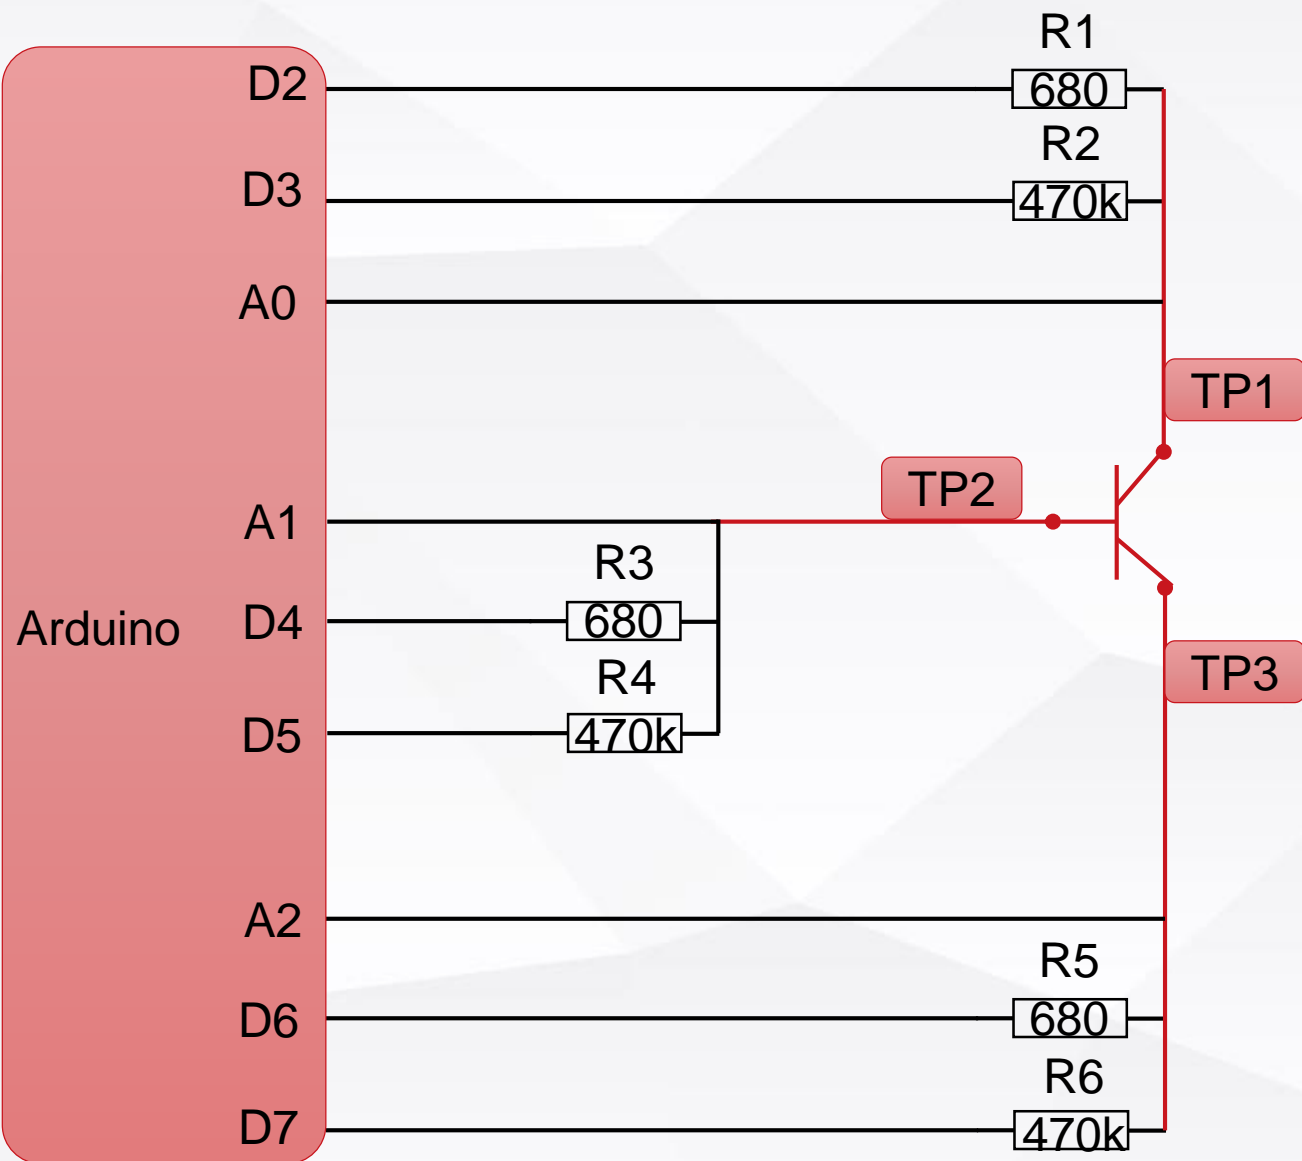 R1
D2
680
R2
D3
470k
A0
TP1
TP2
A1
R3
Arduino
D4
680
R4
TP3
D5
470k
A2
R5
D6
680
R6
D7
470k